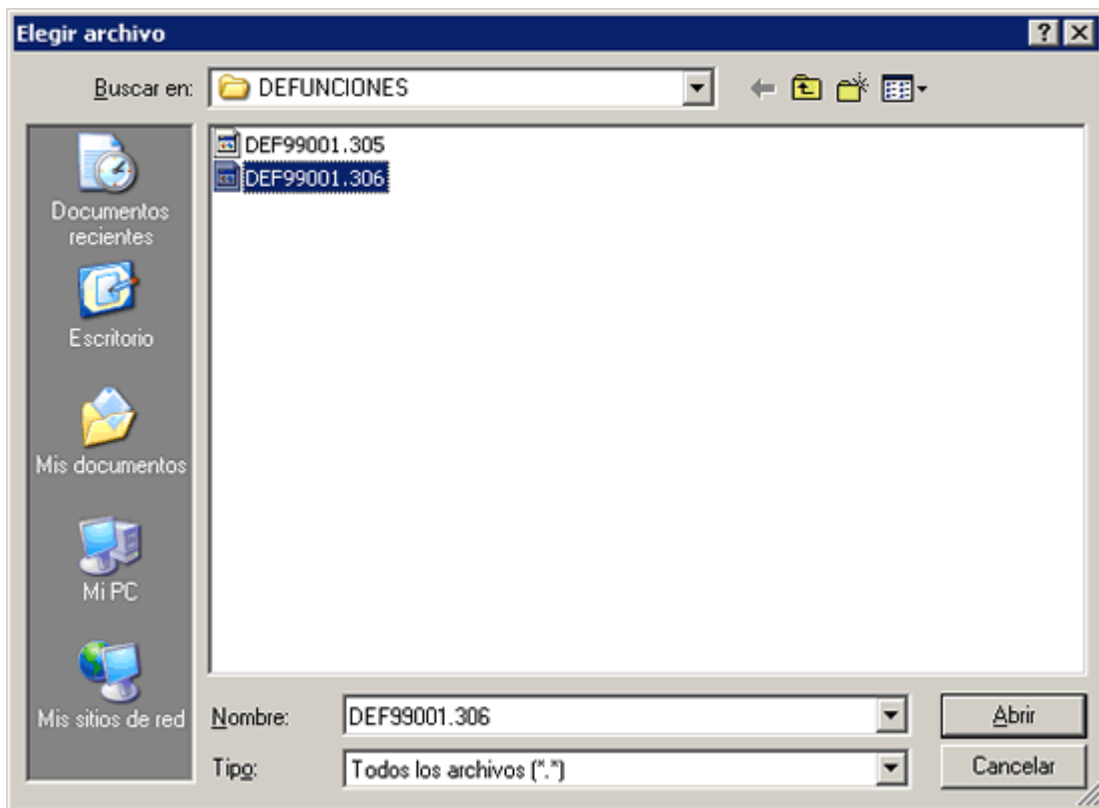 Elegir archivo
Buscar en: DEFUNCIONES
DEF99001.305
DEF99001.306
Documentos
recientes
Escritorio
Mis documentos
Mi PC
Mis sitios de red
Nombre: DEF99001.306 Abrir
Tipo: Todos los archivos (*.*) Cancelar